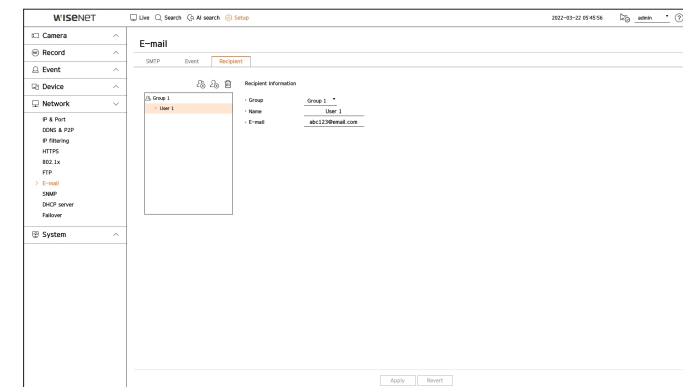 WISENET
Live Search AI search Setup
2022-03-22 05:45:56 admin
Camera
Record
Event
Device
Network
IP & Port
DDNS & P2P
IP filtering
HTTPS
802.1x
FTP
> E-mail
SNMP
DHCP server
Failover
System
E-mail
SMTP Event Recipient
Group 1
User 1
Recipient Information
Group Group 1
Name User 1
E-mail abc123@email.com
Apply Revert